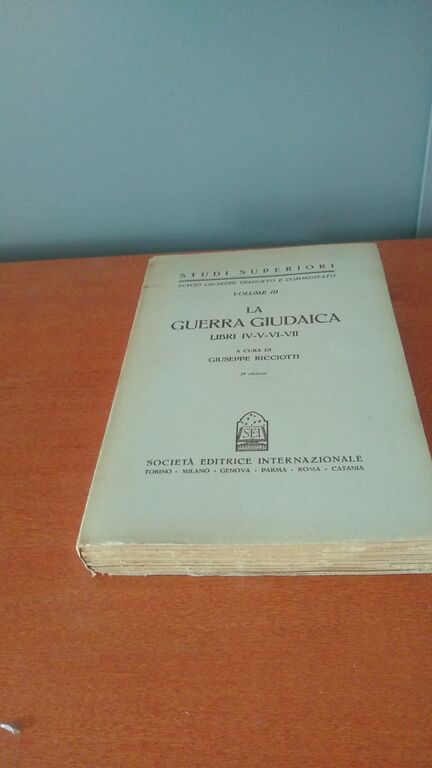 STUDI SUPERIORI
FLAVIO GIUSEPPE TRADOTTO E COMMENTATO
VOLUME III
LA
GUERRA GIUDAICA
LIBRI IV-V-VI-VII
A CURA DI
GIUSEPPE RICCIOTTI
edizione
SEI
SOCIETÀ EDITRICE INTERNAZIONALE
TORINO - MILANO - GENOVA - PARMA - ROMA - CATANIA